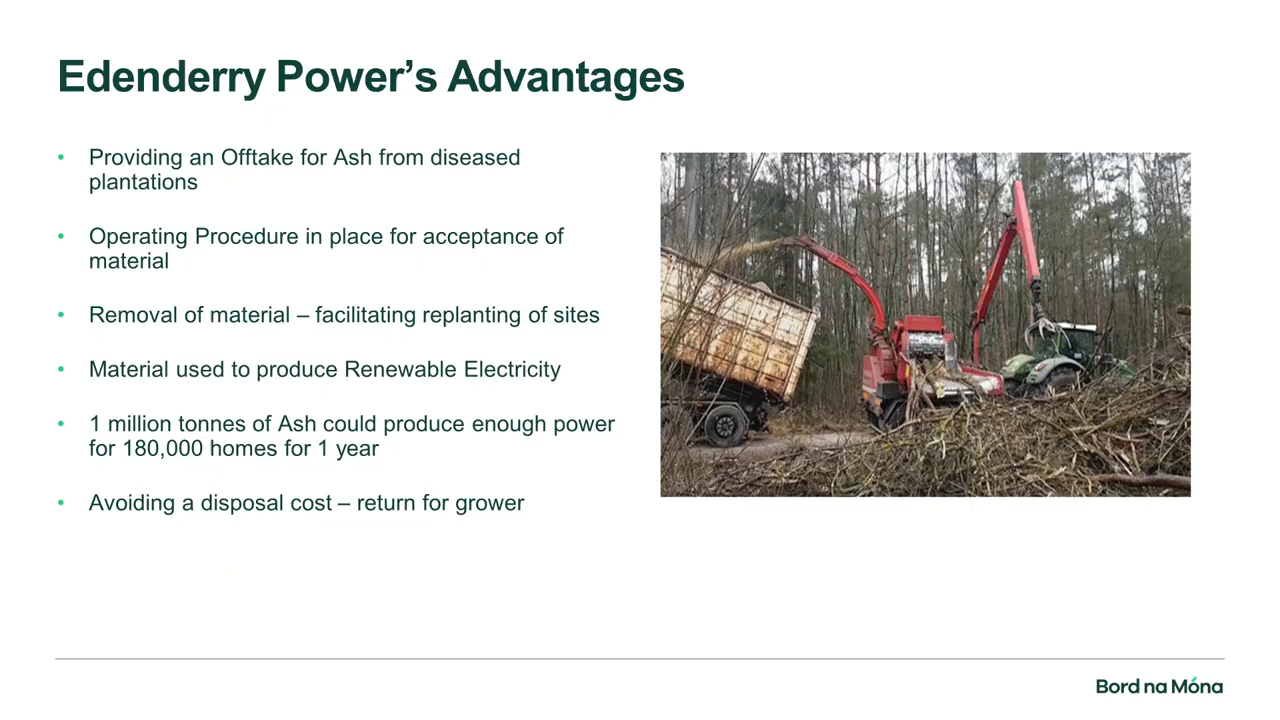 Edenderry Power’s Advantages
• Providing an Offtake for Ash from diseased
plantations
• Operating Procedure in place for acceptance of
material
• Removal of material – facilitating replanting of sites
• Material used to produce Renewable Electricity
• 1 million tonnes of Ash could produce enough power
for 180,000 homes for 1 year
• Avoiding a disposal cost – return for grower
Bord na Móna